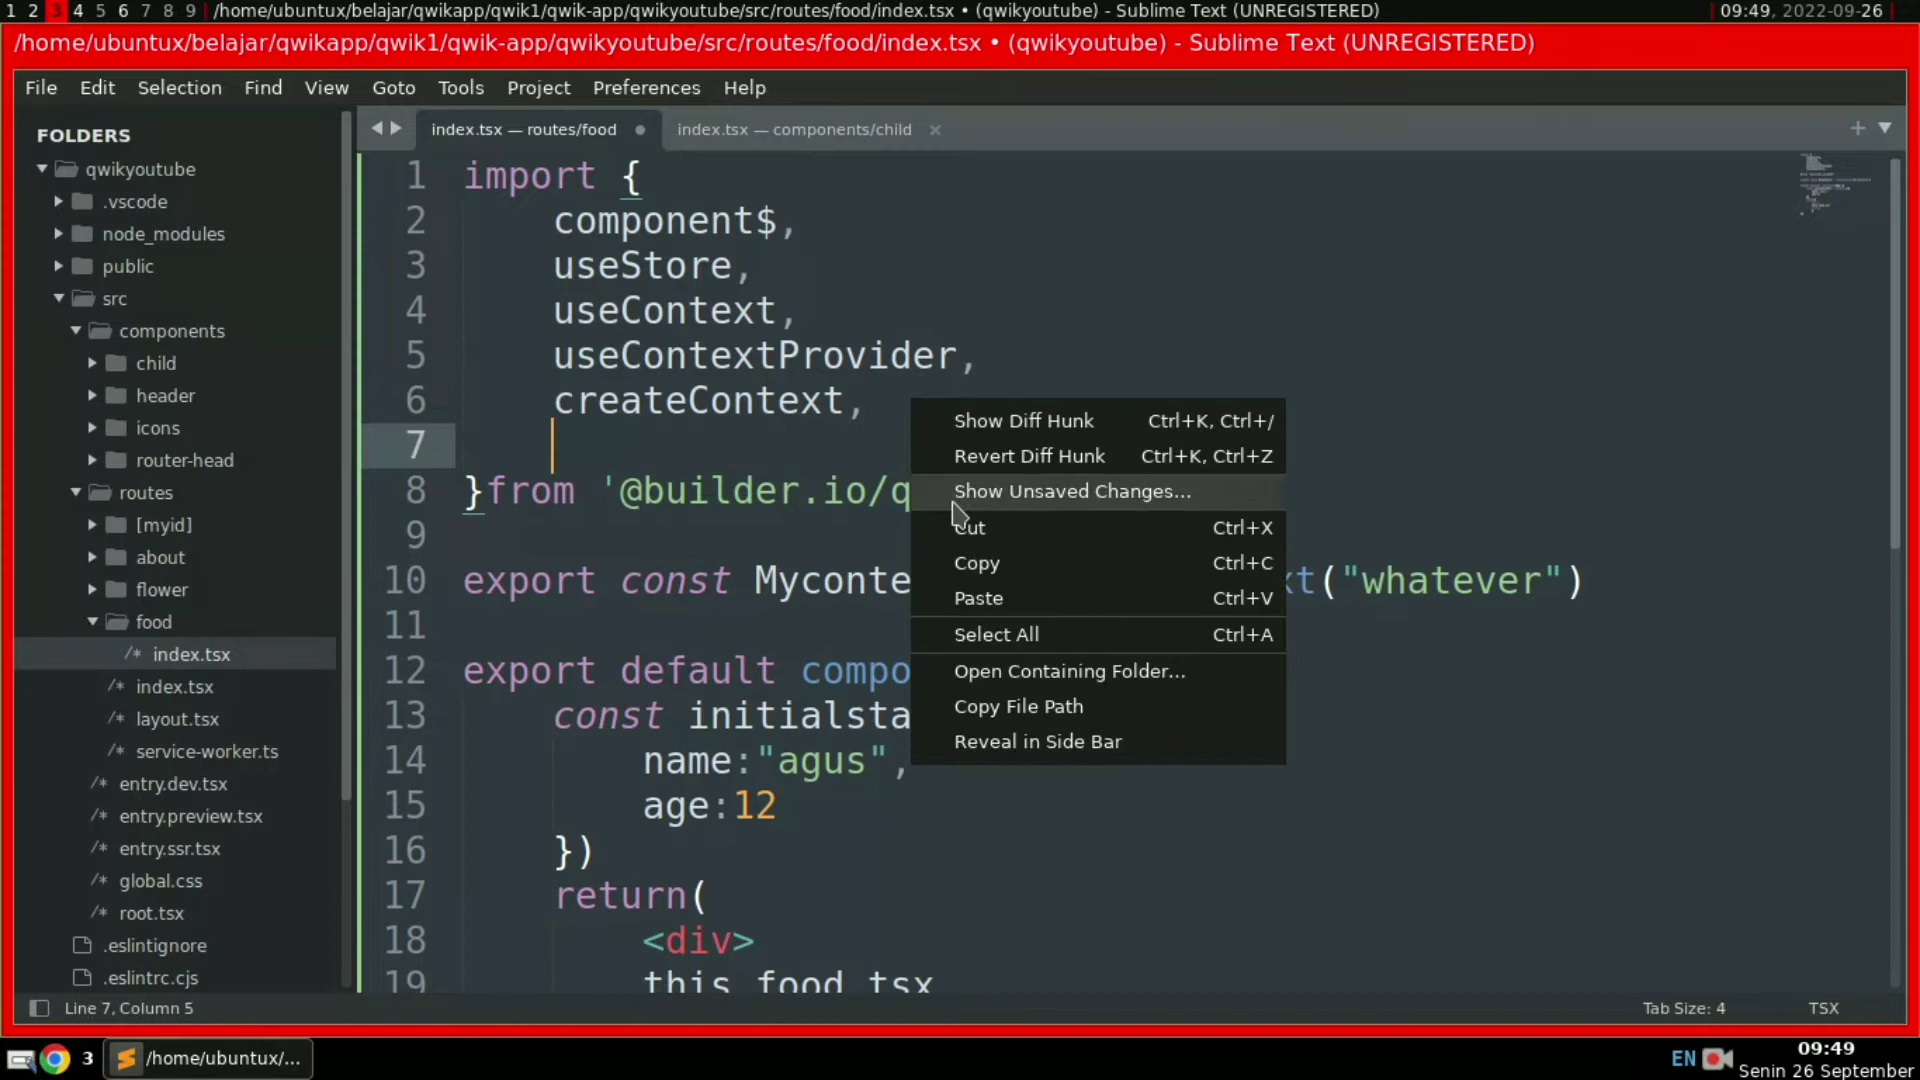 1 2 3 4 5 6 7 8 9 /home/ubuntux/belajar/qwikapp/qwik1/qwik-app/qwikyoutube/src/routes/food/index.tsx • (qwikyoutube) - Sublime Text (UNREGISTERED) 09:49, 2022-09-26
/home/ubuntux/belajar/qwikapp/qwik1/qwik-app/qwikyoutube/src/routes/food/index.tsx • (qwikyoutube) - Sublime Text (UNREGISTERED)
File Edit Selection Find View Goto Tools Project Preferences Help
FOLDERS
qwikyoutube
.vscode
node_modules
public
src
components
child
header
icons
router-head
routes
[myid]
about
flower
food
/* index.tsx
/* index.tsx
/* layout.tsx
/* service-worker.ts
/* entry.dev.tsx
/* entry.preview.tsx
/* entry.ssr.tsx
/* global.css
/* root.tsx
.eslintignore
.eslintrc.cjs
index.tsx — routes/food • index.tsx — components/child ×
1 import {
2 component$,
3 useStore,
4 useContext,
5 useContextProvider,
6 createContext,
7
8 }from '@builder.io/q
9
10 export const Myconte xt("whatever")
11
12 export default compo
13 const initialsta
14 name:"agus",
15 age:12
16 })
17 return(
18 <div>
19 this food tsx
Show Diff Hunk Ctrl+K, Ctrl+/
Revert Diff Hunk Ctrl+K, Ctrl+Z
Show Unsaved Changes...
Cut Ctrl+X
Copy Ctrl+C
Paste Ctrl+V
Select All Ctrl+A
Open Containing Folder...
Copy File Path
Reveal in Side Bar
Line 7, Column 5 Tab Size: 4 TSX
3 /home/ubuntux/... EN 09:49
Senin 26 September